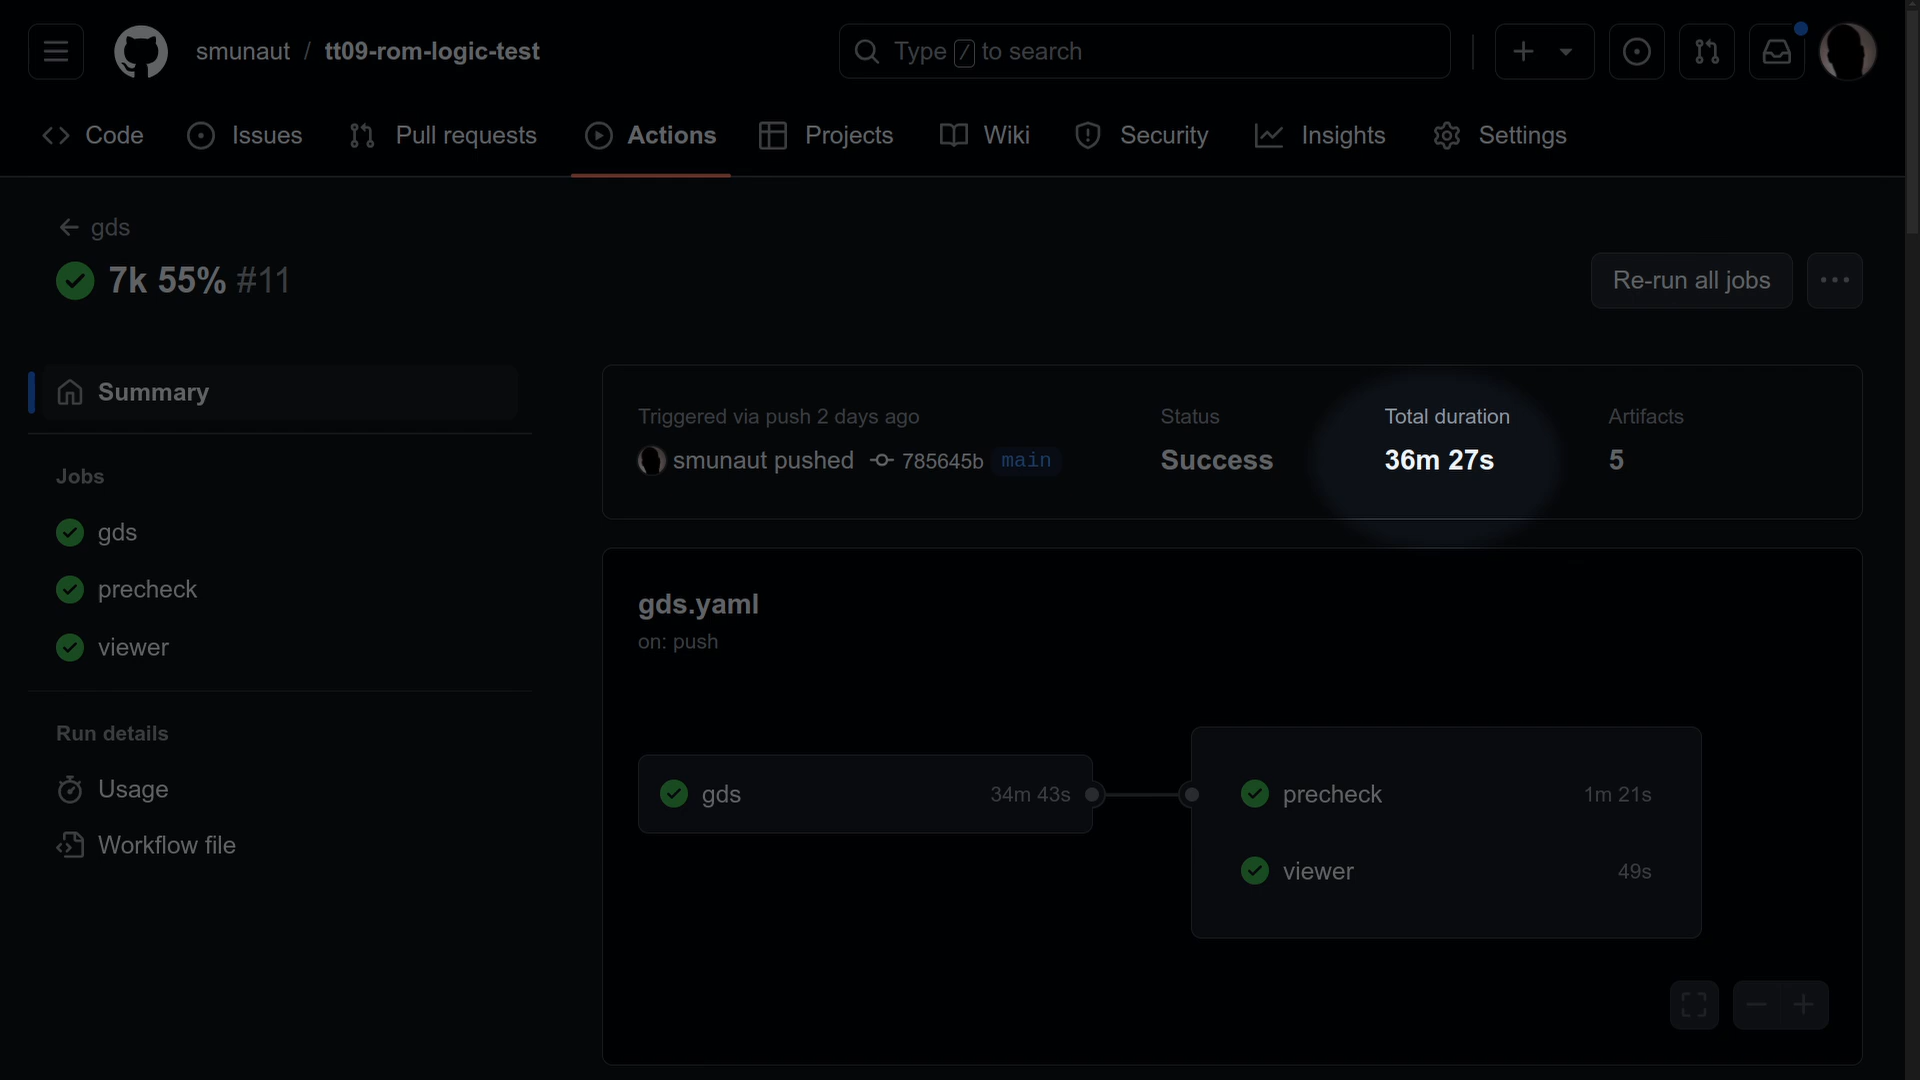 smunaut / tt09-rom-logic-test
Type / to search
Code
Issues
Pull requests
Actions
Projects
Wiki
Security
Insights
Settings
gds
7k 55% #11
Re-run all jobs
Summary
Jobs
gds
precheck
viewer
Run details
Usage
Workflow file
Triggered via push 2 days ago
smunaut pushed 785645b main
Status
Success
Total duration
36m 27s
Artifacts
5
gds.yaml
on: push
gds 34m 43s
precheck 1m 21s
viewer 49s